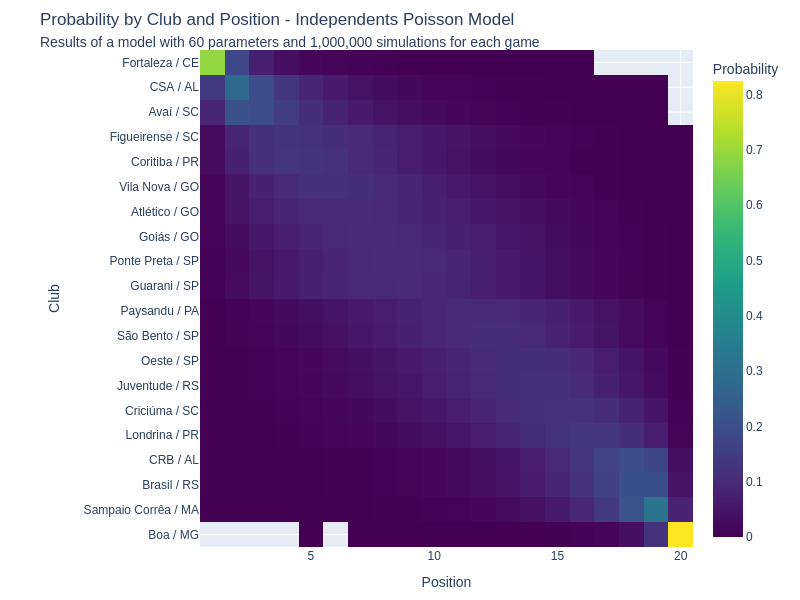 Probability by Club and Position - Independents Poisson Model
Results of a model with 60 parameters and 1,000,000 simulations for each game
Probability
Fortaleza / CE
CSA / AL
Avaí / SC
Figueirense / SC
Coritiba / PR
Vila Nova / GO
Atlético / GO
Goiás / GO
Ponte Preta / SP
Guarani / SP
Paysandu / PA
São Bento / SP
Oeste / SP
Juventude / RS
Criciúma / SC
Londrina / PR
CRB / AL
Brasil / RS
Sampaio Corrêa / MA
Boa / MG
Club
5 10 15 20
Position
0.8
0.7
0.6
0.5
0.4
0.3
0.2
0.1
0